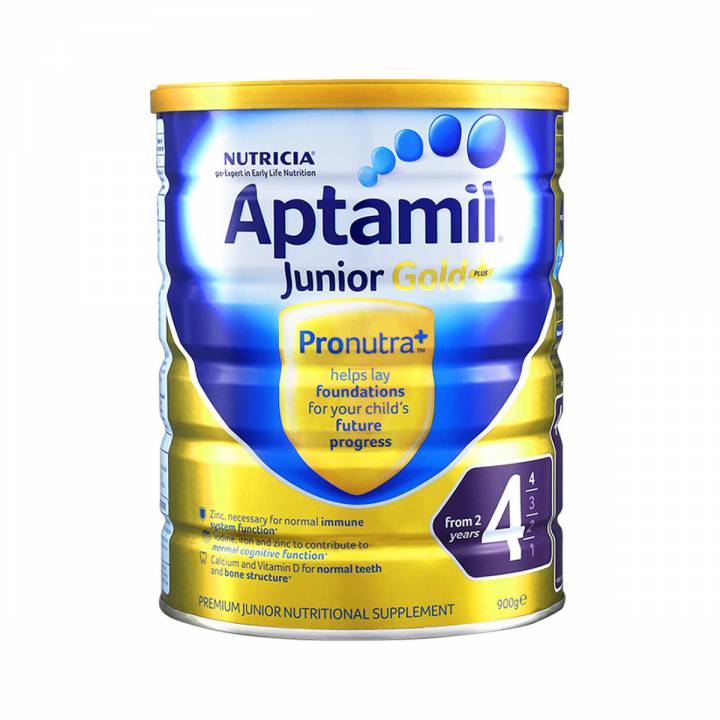 NUTRICIA®
Expert in Early Life Nutrition
Aptamil®
Junior Gold+ PLUS
Pronutra+™
helps lay
foundations
for your child's
future
progress
4
3
2
1
4
from 2
years
Zinc, necessary for normal immune
system function*
Iodine, iron and zinc to contribute to
normal cognitive function*
Calcium and Vitamin D for normal teeth
and bone structure*
PREMIUM JUNIOR NUTRITIONAL SUPPLEMENT
900g℮